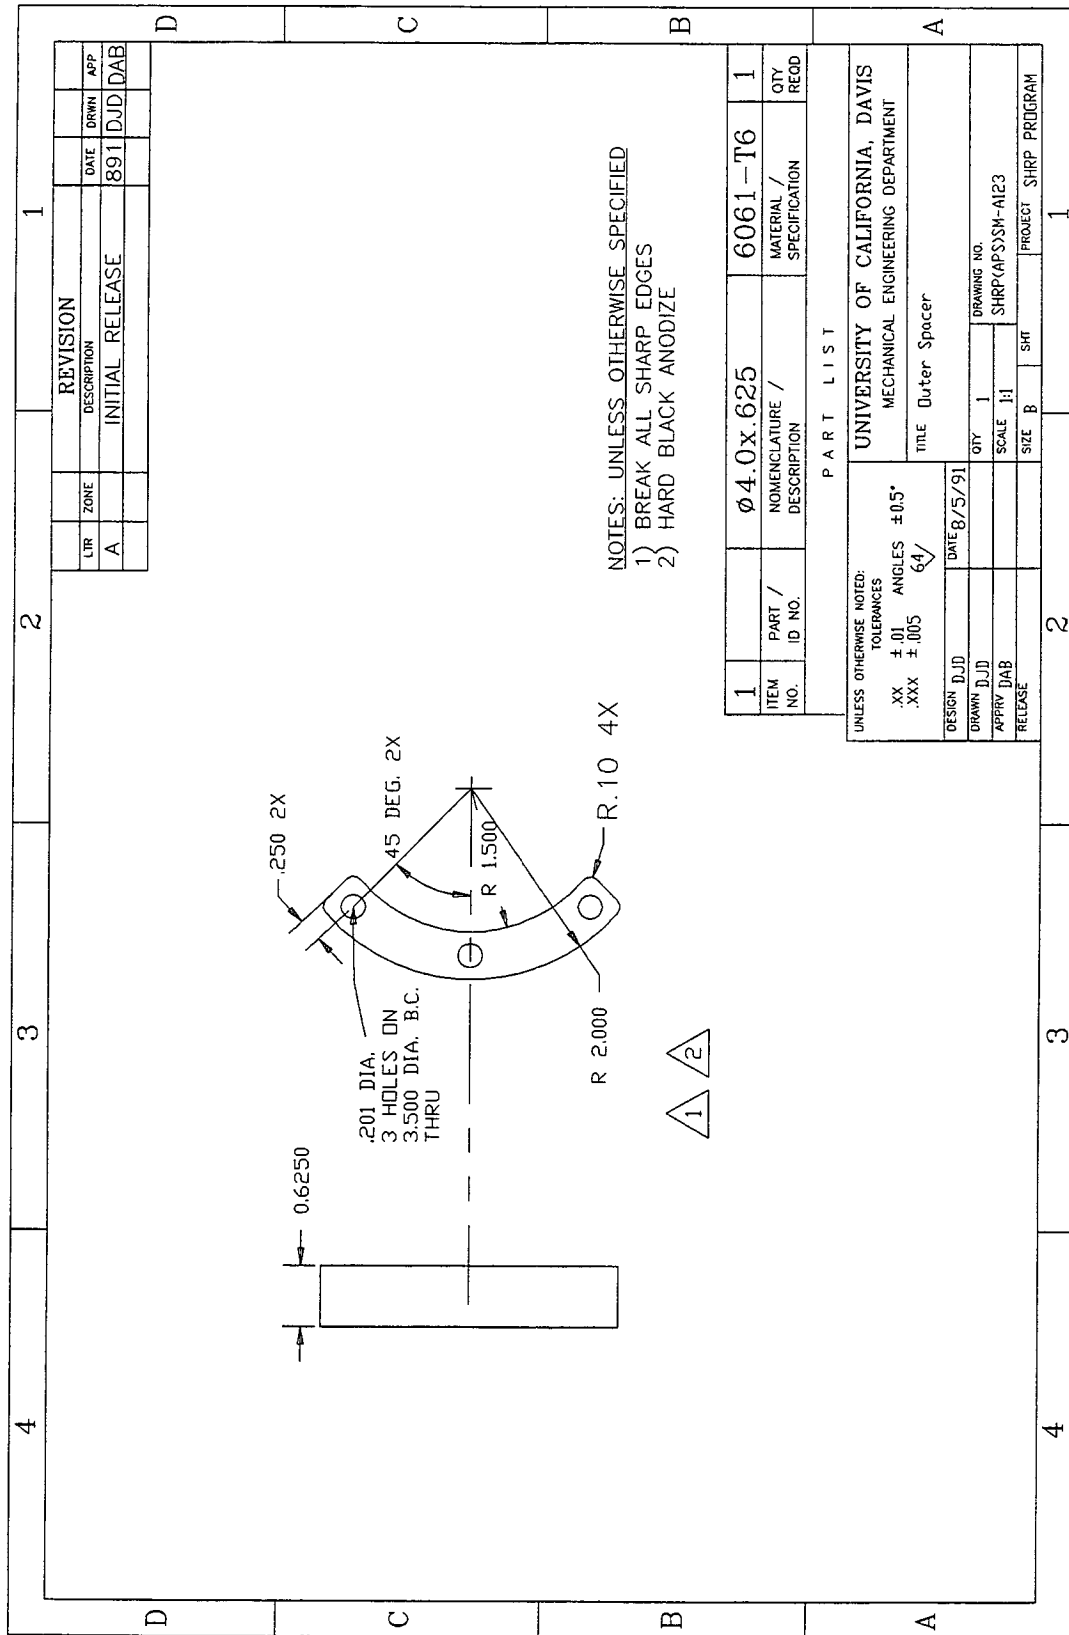 4
3
2
1
D
C
B
A
D
C
B
A
4
3
2
1
REVISION
LTR ZONE DESCRIPTION DATE DRWN APP
A INITIAL RELEASE 891 DJD DAB
0.6250
.201 DIA.
3 HOLES ON
3.500 DIA. B.C.
THRU
.250 2X
45 DEG. 2X
R 1.500
R 2.000
R.10 4X
1 2
NOTES: UNLESS OTHERWISE SPECIFIED
1) BREAK ALL SHARP EDGES
2) HARD BLACK ANODIZE
1 ø4.0x.625 6061-T6 1
ITEM NO. PART / ID NO. NOMENCLATURE / DESCRIPTION MATERIAL / SPECIFICATION QTY REQD
PART LIST
UNLESS OTHERWISE NOTED:
TOLERANCES
.XX ±.01 ANGLES ±0.5°
.XXX ±.005 64
DESIGN DJD DATE 8/5/91
DRAWN DJD
APPRV DAB
RELEASE
UNIVERSITY OF CALIFORNIA, DAVIS
MECHANICAL ENGINEERING DEPARTMENT
TITLE Outer Spacer
QTY 1 DRAWING NO.
SCALE 1:1 SHRP(APS)SM-A123
SIZE B SHT PROJECT SHRP PROGRAM